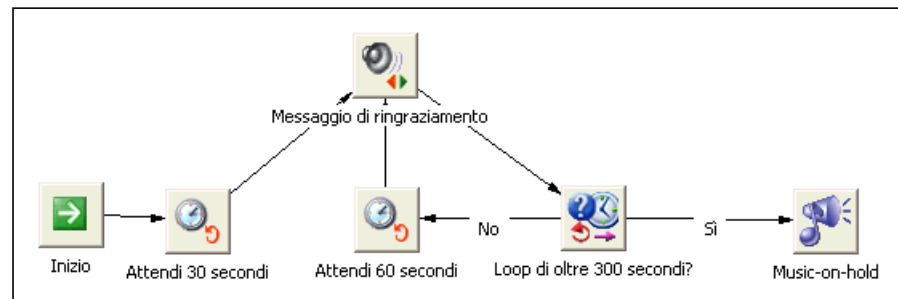 Messaggio di ringraziamento
No
Sì
Inizio
Attendi 30 secondi
Attendi 60 secondi
Loop di oltre 300 secondi?
Music-on-hold